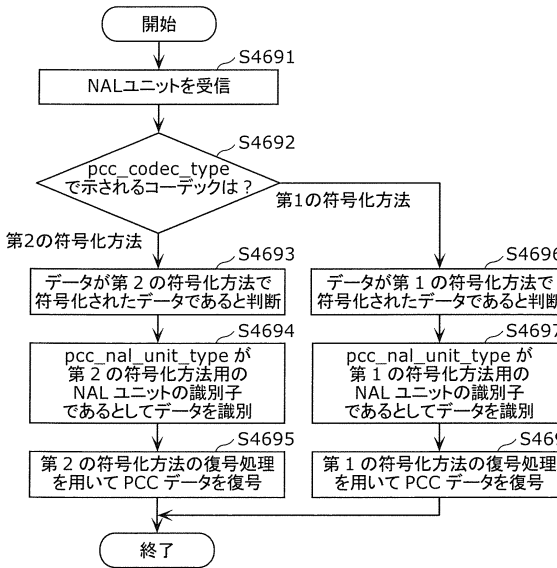 開始
S4691
NALユニットを受信
S4692
pcc_codec_type
で示されるコーデックは？
第1の符号化方法
第2の符号化方法
S4693
データが第 2 の符号化方法で
符号化されたデータであると判断
S4694
pcc_nal_unit_type が
第 2 の符号化方法用の
NAL ユニットの識別子
であるとしてデータを識別
S4695
第 2 の符号化方法の復号処理
を用いて PCC データを復号
S4696
データが第 1 の符号化方法で
符号化されたデータであると判断
S4697
pcc_nal_unit_type が
第 1 の符号化方法用の
NAL ユニットの識別子
であるとしてデータを識別
第 1 の符号化方法の復号処理
を用いて PCC データを復号
終了